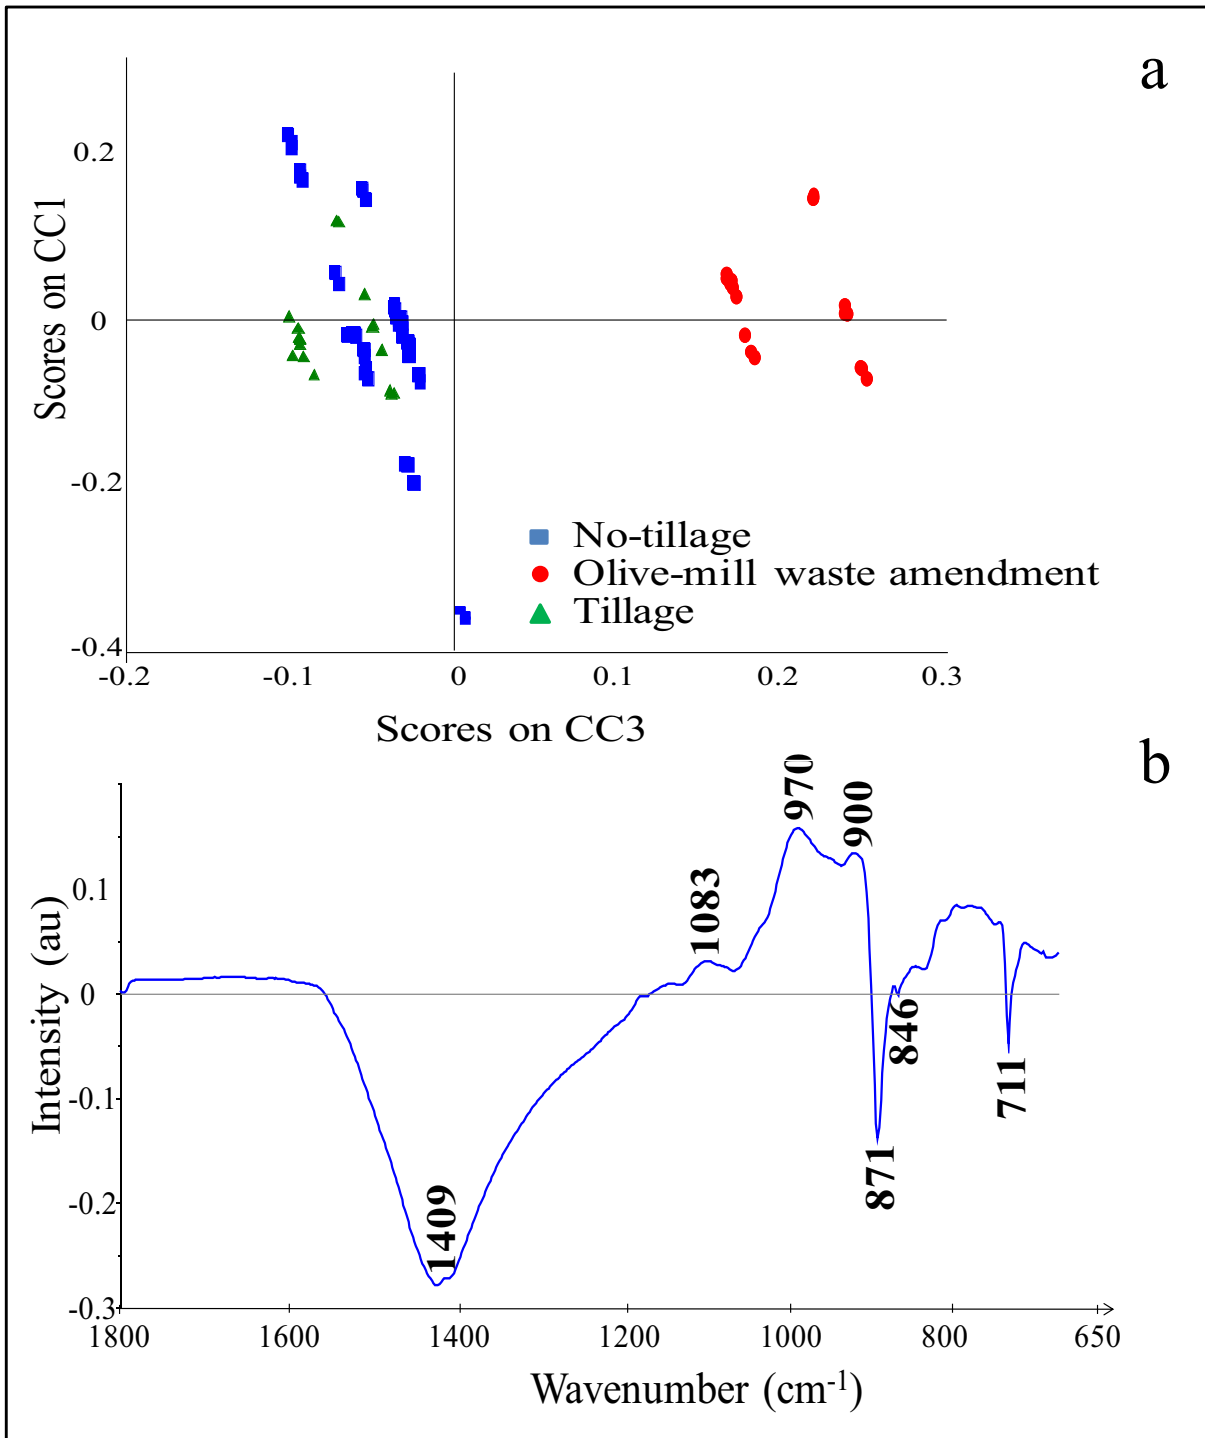 a
Scores on CC1
0.2
0
-0.2
-0.4
No-tillage
Olive-mill waste amendment
Tillage
-0.2 -0.1 0 0.1 0.2 0.3
Scores on CC3
b
Intensity (au)
0.1
0
-0.1
-0.2
-0.3
1409
1083
970
900
871
846
711
1800 1600 1400 1200 1000 800 650
Wavenumber (cm⁻¹)